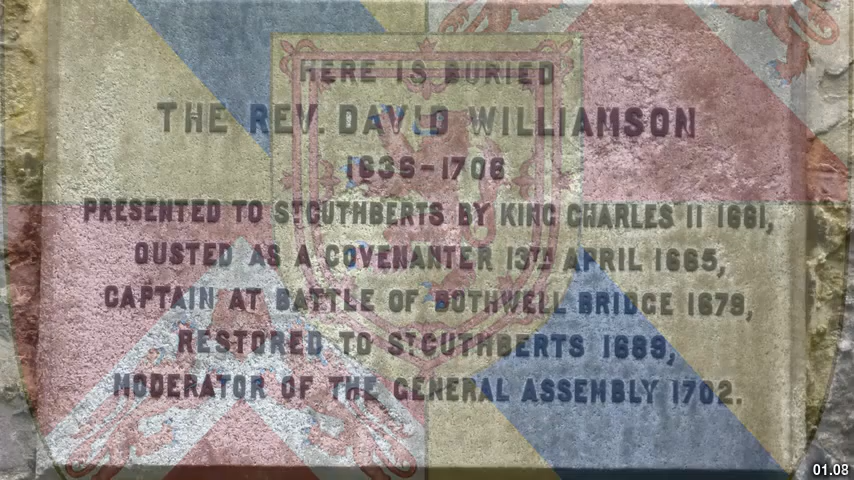 HERE IS BURIED
THE REV. DAVID WILLIAMSON
1636-1706
PRESENTED TO ST CUTHBERTS BY KING CHARLES II 1661,
OUSTED AS A COVENANTER 13TH APRIL 1665,
CAPTAIN AT BATTLE OF BOTHWELL BRIDGE 1679,
RESTORED TO ST CUTHBERTS 1689,
MODERATOR OF THE GENERAL ASSEMBLY 1702.
01.08